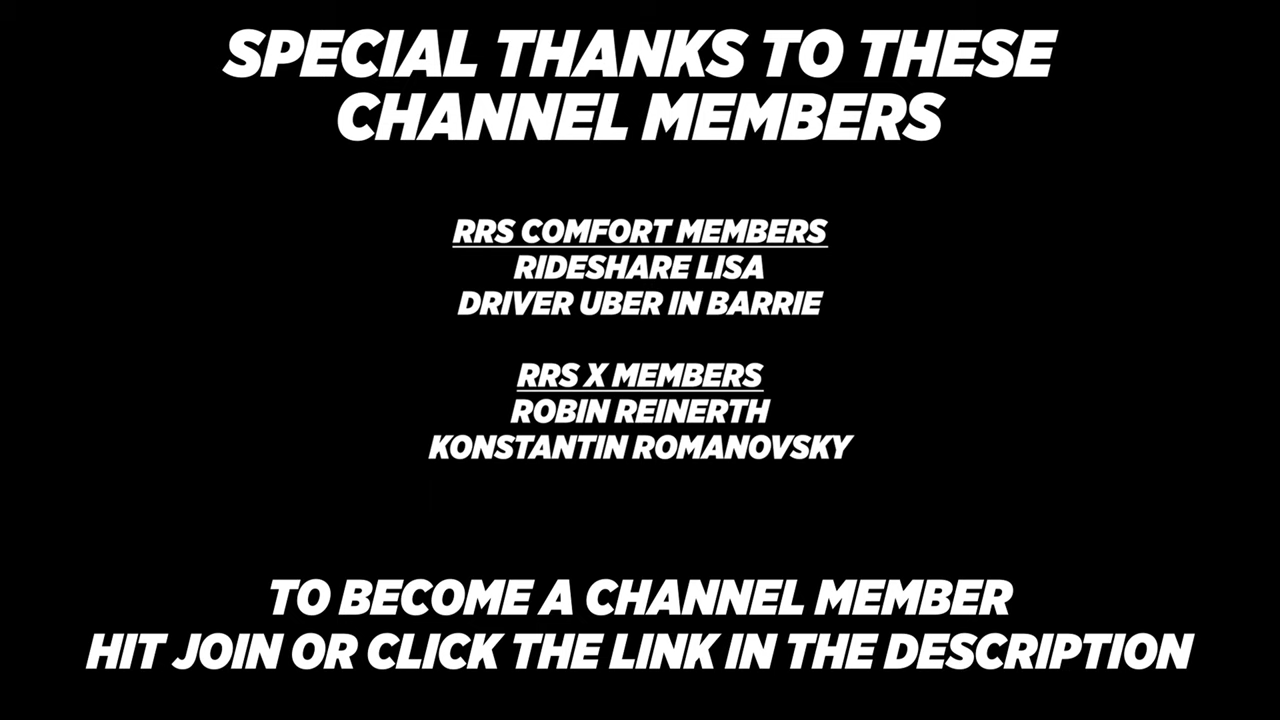 SPECIAL THANKS TO THESE
CHANNEL MEMBERS
RRS COMFORT MEMBERS
RIDESHARE LISA
DRIVER UBER IN BARRIE
RRS X MEMBERS
ROBIN REINERTH
KONSTANTIN ROMANOVSKY
TO BECOME A CHANNEL MEMBER
HIT JOIN OR CLICK THE LINK IN THE DESCRIPTION